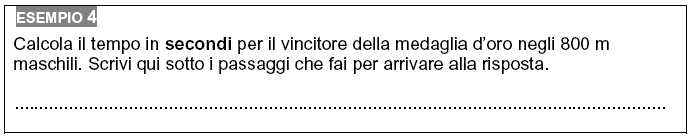 ESEMPIO 4
Calcola il tempo in secondi per il vincitore della medaglia d'oro negli 800 m
maschili. Scrivi qui sotto i passaggi che fai per arrivare alla risposta.
....................................................................................................................................